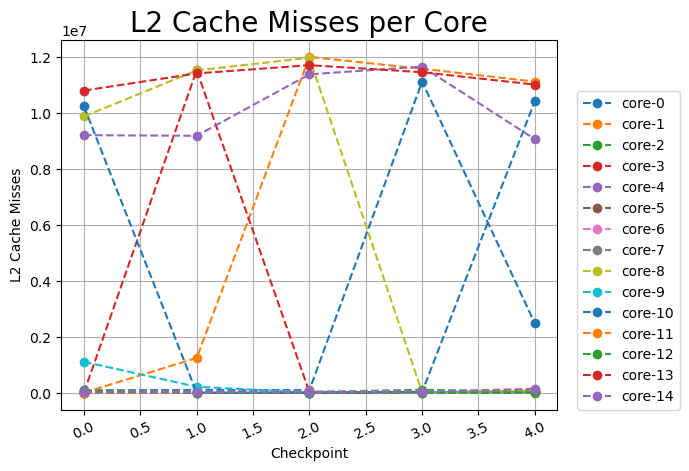 L2 Cache Misses per Core
1e7
1.2
1.0
0.8
0.6
0.4
0.2
0.0
L2 Cache Misses
0.0 0.5 1.0 1.5 2.0 2.5 3.0 3.5 4.0
Checkpoint
core-0
core-1
core-2
core-3
core-4
core-5
core-6
core-7
core-8
core-9
core-10
core-11
core-12
core-13
core-14